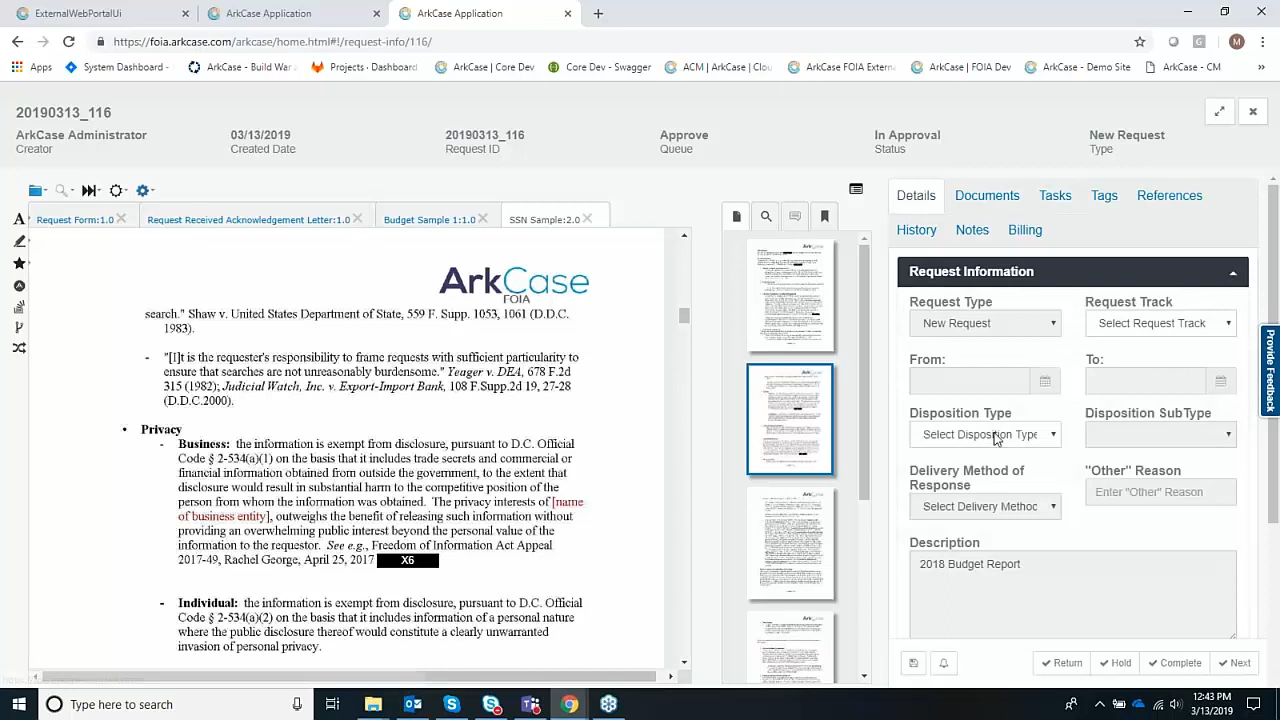 ExternalWebPortalUI
ArkCase Application
ArkCase Application
https://foia.arkcase.com/arkcase/home.html#!/request-info/116/
M
Apps
System Dashboard -
ArkCase - Build War
Projects - Dashboard
ArkCase | Core Dev
Core Dev - Swagger
ACM | ArkCase | Clou
ArkCase FOIA Extern
ArkCase | FOIA Dev
ArkCase - Demo Site
ArkCase - CM
»
20190313_116
ArkCase Administrator
Creator
03/13/2019
Created Date
20190313_116
Request ID
Approve
Queue
In Approval
Status
New Request
Type
Request Form:1.0
Request Received Acknowledgement Letter:1.0
Budget Sample 1:1.0
SSN Sample:2.0
ArkCase
FOIA
Shaw v. United States Department of State, 559 F. Supp. 1053, (D.D.C.
1983).
- "[I]t is the requester's responsibility to frame requests with sufficient particularity to
ensure that searches are not unreasonably burdensome." Yeager v. DEA, 678 F.2d
315 (1982); Judicial Watch, Inc. v. Export-Import Bank, 108 F.Supp.2d 19, 27-28
(D.D.C.2000).
Privacy
- Business: the information is exempt from disclosure, pursuant to D.C. Official
Code § 2-534(a)(1) on the basis that it includes trade secrets and commercial or
financial information obtained from outside the government, to the extent that
disclosure would result in substantial harm to the competitive position of the
person from whom the information was obtained. The privacy interests of [name
of business entity], outweighs the benefit of releasing such information without
providing an overwhelming public interest beyond the personal want of the
information to the requester. See, e.g., Freedom of Information Act Appeal
X6
- Individual: the information is exempt from disclosure, pursuant to D.C. Official
Code § 2-534(a)(2) on the basis that it includes information of a personal nature
where the public disclosure thereof would constitute a clearly unwarranted
invasion of personal privacy.
Details
Documents
Tasks
Tags
References
History
Notes
Billing
Request Information
Request Type
Request Track
New Request
Select Request Track
From:
To:
Disposition Type
Disposition SubType
Select Disposition Type
Delivery Method of
Response
"Other" Reason
Enter "Other" Reason
Select Delivery Method
Description
2018 Budget Report
Provide Feedback
Return
Hold
Complete
Type here to search
12:43 PM
3/13/2019